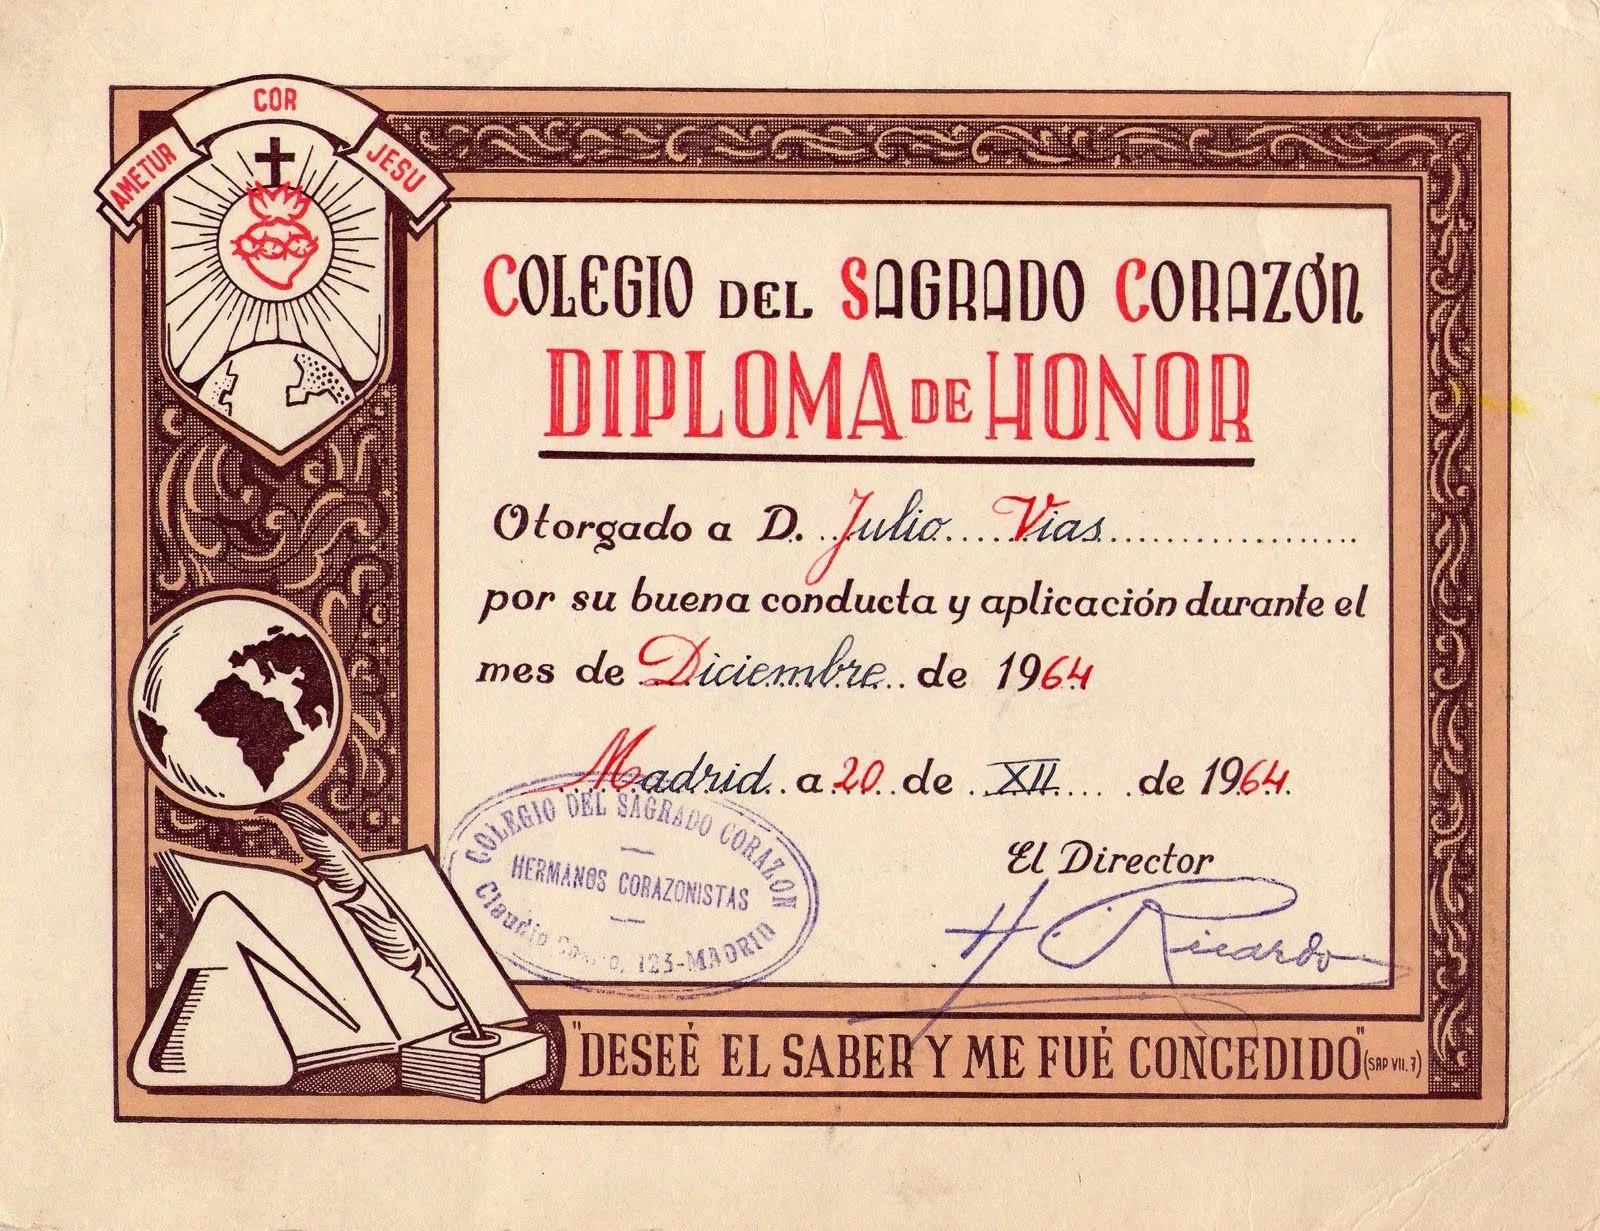 AMETUR COR JESU
COLEGIO DEL SAGRADO CORAZÓN
DIPLOMA DE HONOR
Otorgado a D. Julio Vias
por su buena conducta y aplicación durante el
mes de Diciembre de 1964
Madrid a 20 de XII de 1964.
El Director
H. Ricardo
COLEGIO DEL SAGRADO CORAZON
HERMANOS CORAZONISTAS
Claudio 123-MADRID
"DESEÉ EL SABER Y ME FUÉ CONCEDIDO" (SAP VII. 7)